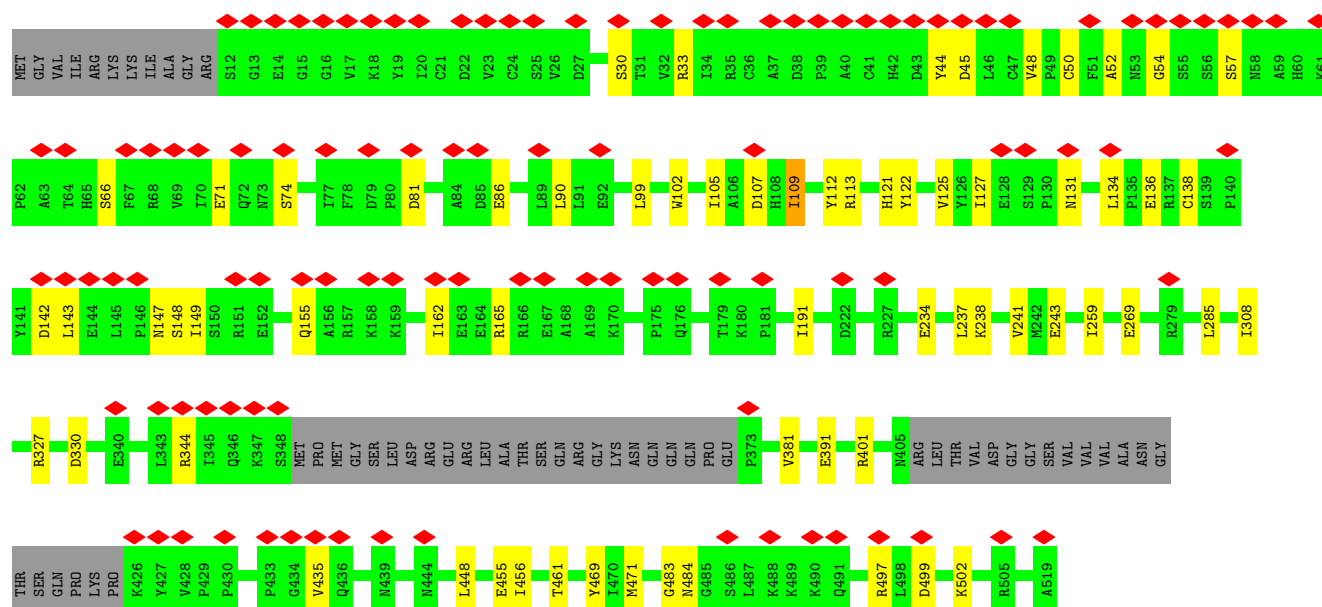 MET GLY VAL ILE ARG LYS LYS ILE ALA GLY ARG S12 G13 E14 G15 G16 V17 K18 Y19 I20 C21 D22 V23 C24 S25 V26 D27 S30 T31 V32 R33 I34 R35 C36 A37 D38 P39 A40 C41 H42 D43 Y44 D45 L46 C47 V48 P49 C50 F51 A52 N53 G54 S55 S56 S57 N58 A59 H60 K61
P62 A63 T64 H65 S66 F67 R68 V69 I70 E71 Q72 N73 S74 I77 F78 D79 P80 D81 A84 D85 E86 L89 L90 L91 E92 L99 W102 I105 A106 D107 H108 I109 Y112 R113 H121 Y122 V125 Y126 I127 E128 S129 P130 N131 L134 P135 E136 R137 C138 S139 P140
Y141 D142 L143 E144 L145 P146 N147 S148 I149 S150 R151 E152 Q155 A156 R157 K158 K159 I162 E163 E164 R165 R166 E167 A168 A169 K170 P175 Q176 T179 K180 P181 I191 D222 R227 E234 L237 K238 V241 M242 E243 I259 E269 R279 L285 I308
R327 D330 E340 L343 R344 I345 Q346 K347 S348 MET PRO MET GLY SER LEU ASP ARG GLU ARG LEU ALA THR SER GLN ARG GLY LYS ASN GLN GLN GLN PRO GLU P373 V381 E391 R401 N405 ARG LEU THR VAL ASP GLY GLY SER VAL VAL VAL ALA ASN GLY
THR SER GLN PRO LYS PRO K426 Y427 V428 P429 P430 P433 G434 V435 Q436 N439 N444 L448 E455 I456 T461 Y469 I470 M471 G483 N484 G485 S486 L487 K488 K489 K490 Q491 R497 L498 D499 K502 R505 A519